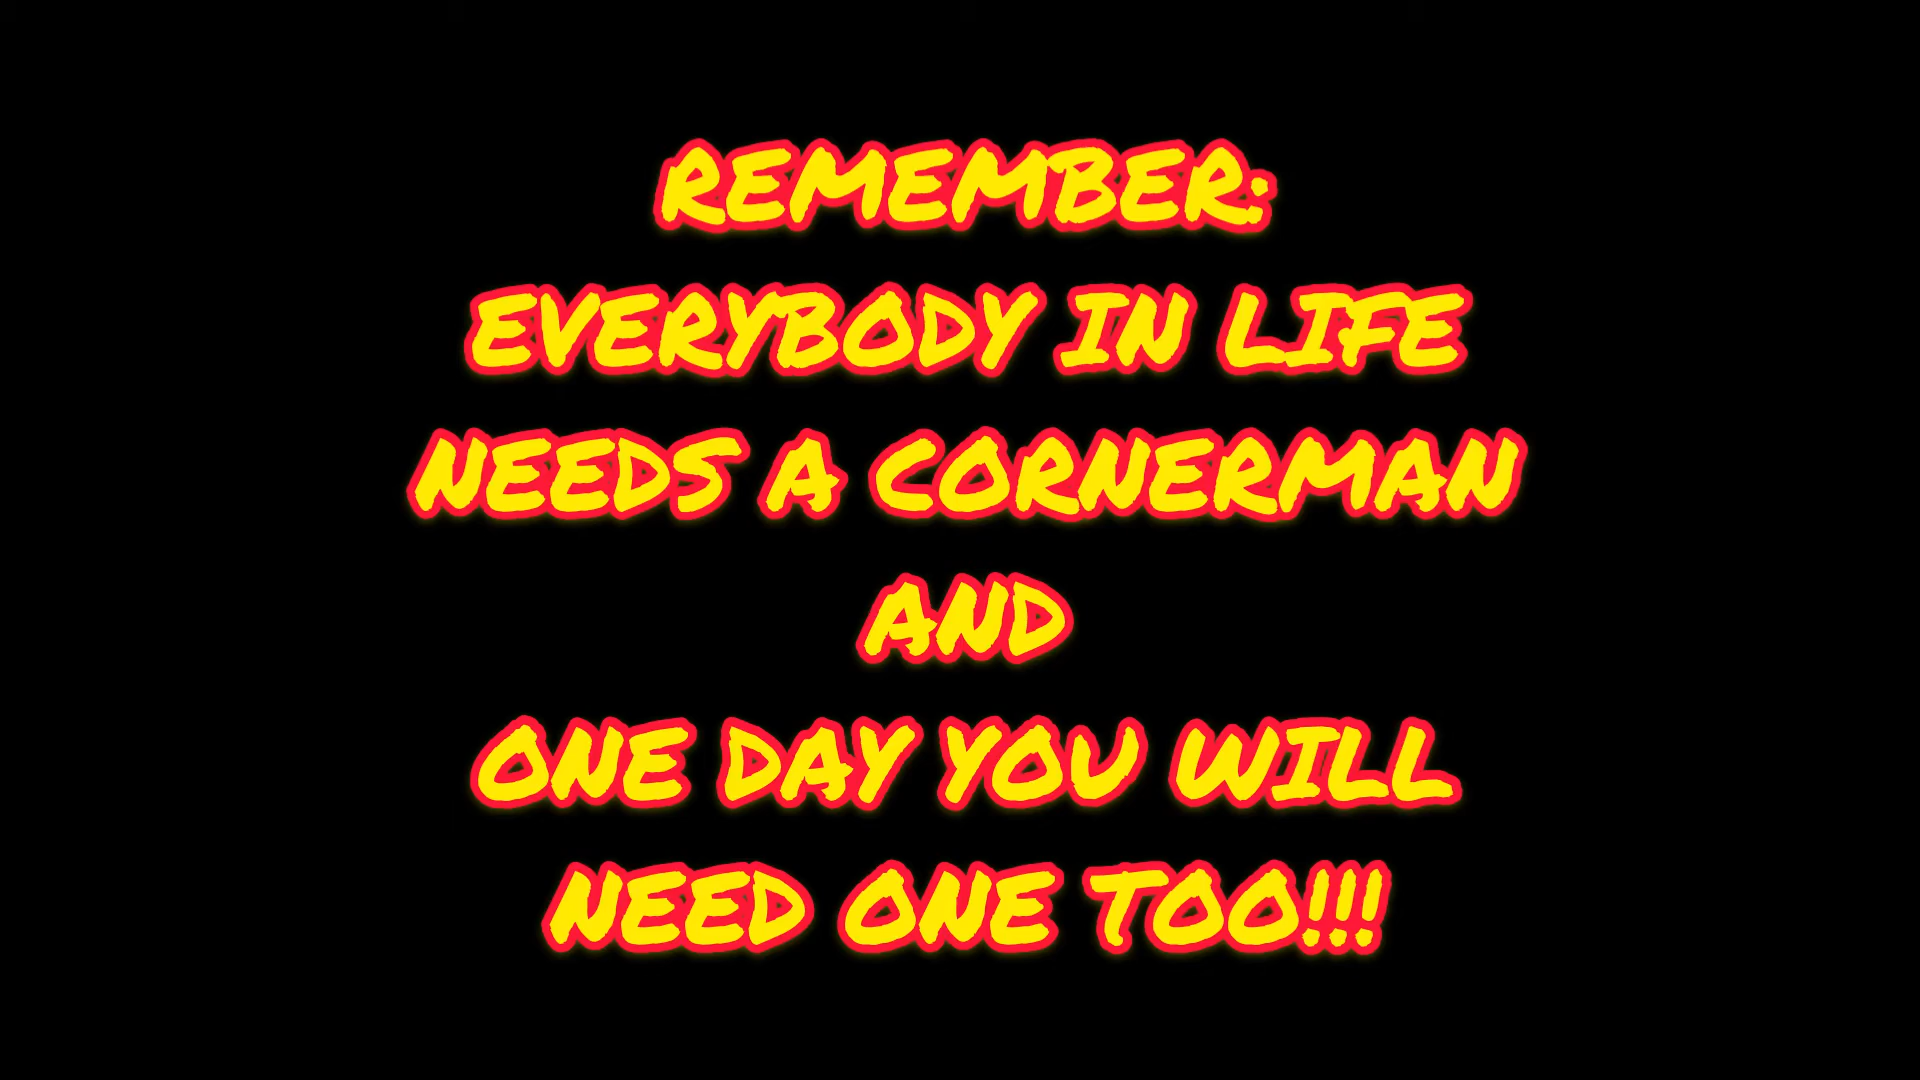 REMEMBER:
EVERYBODY IN LIFE
NEEDS A CORNERMAN
AND
ONE DAY YOU WILL
NEED ONE TOO!!!